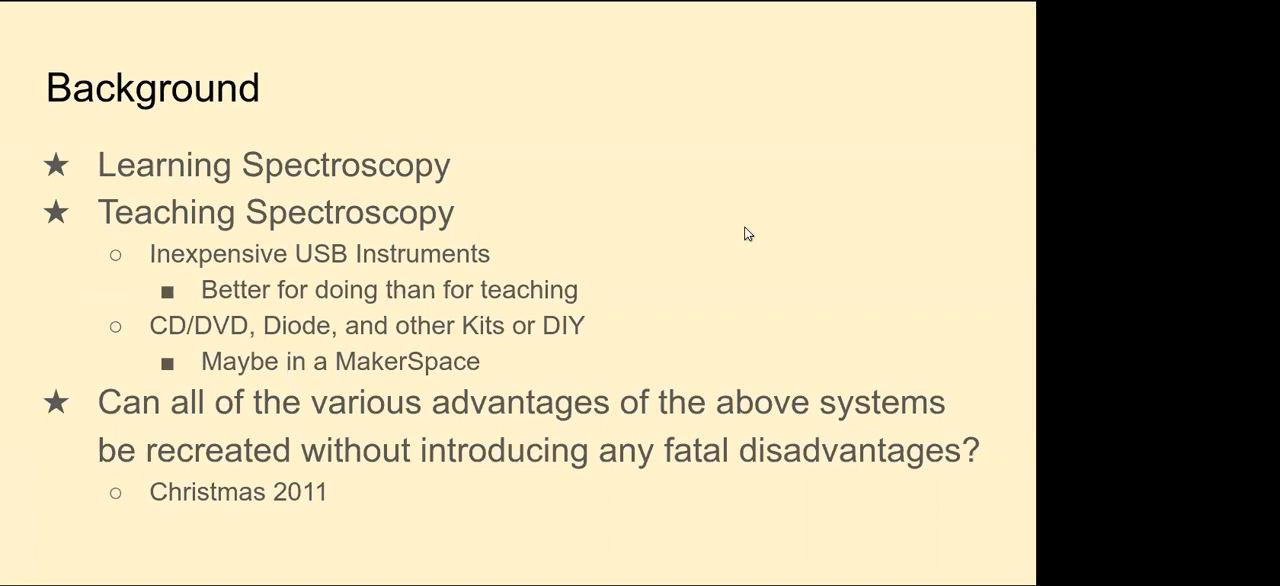 Background
★ Learning Spectroscopy
★ Teaching Spectroscopy
○ Inexpensive USB Instruments
■ Better for doing than for teaching
○ CD/DVD, Diode, and other Kits or DIY
■ Maybe in a MakerSpace
★ Can all of the various advantages of the above systems
be recreated without introducing any fatal disadvantages?
○ Christmas 2011